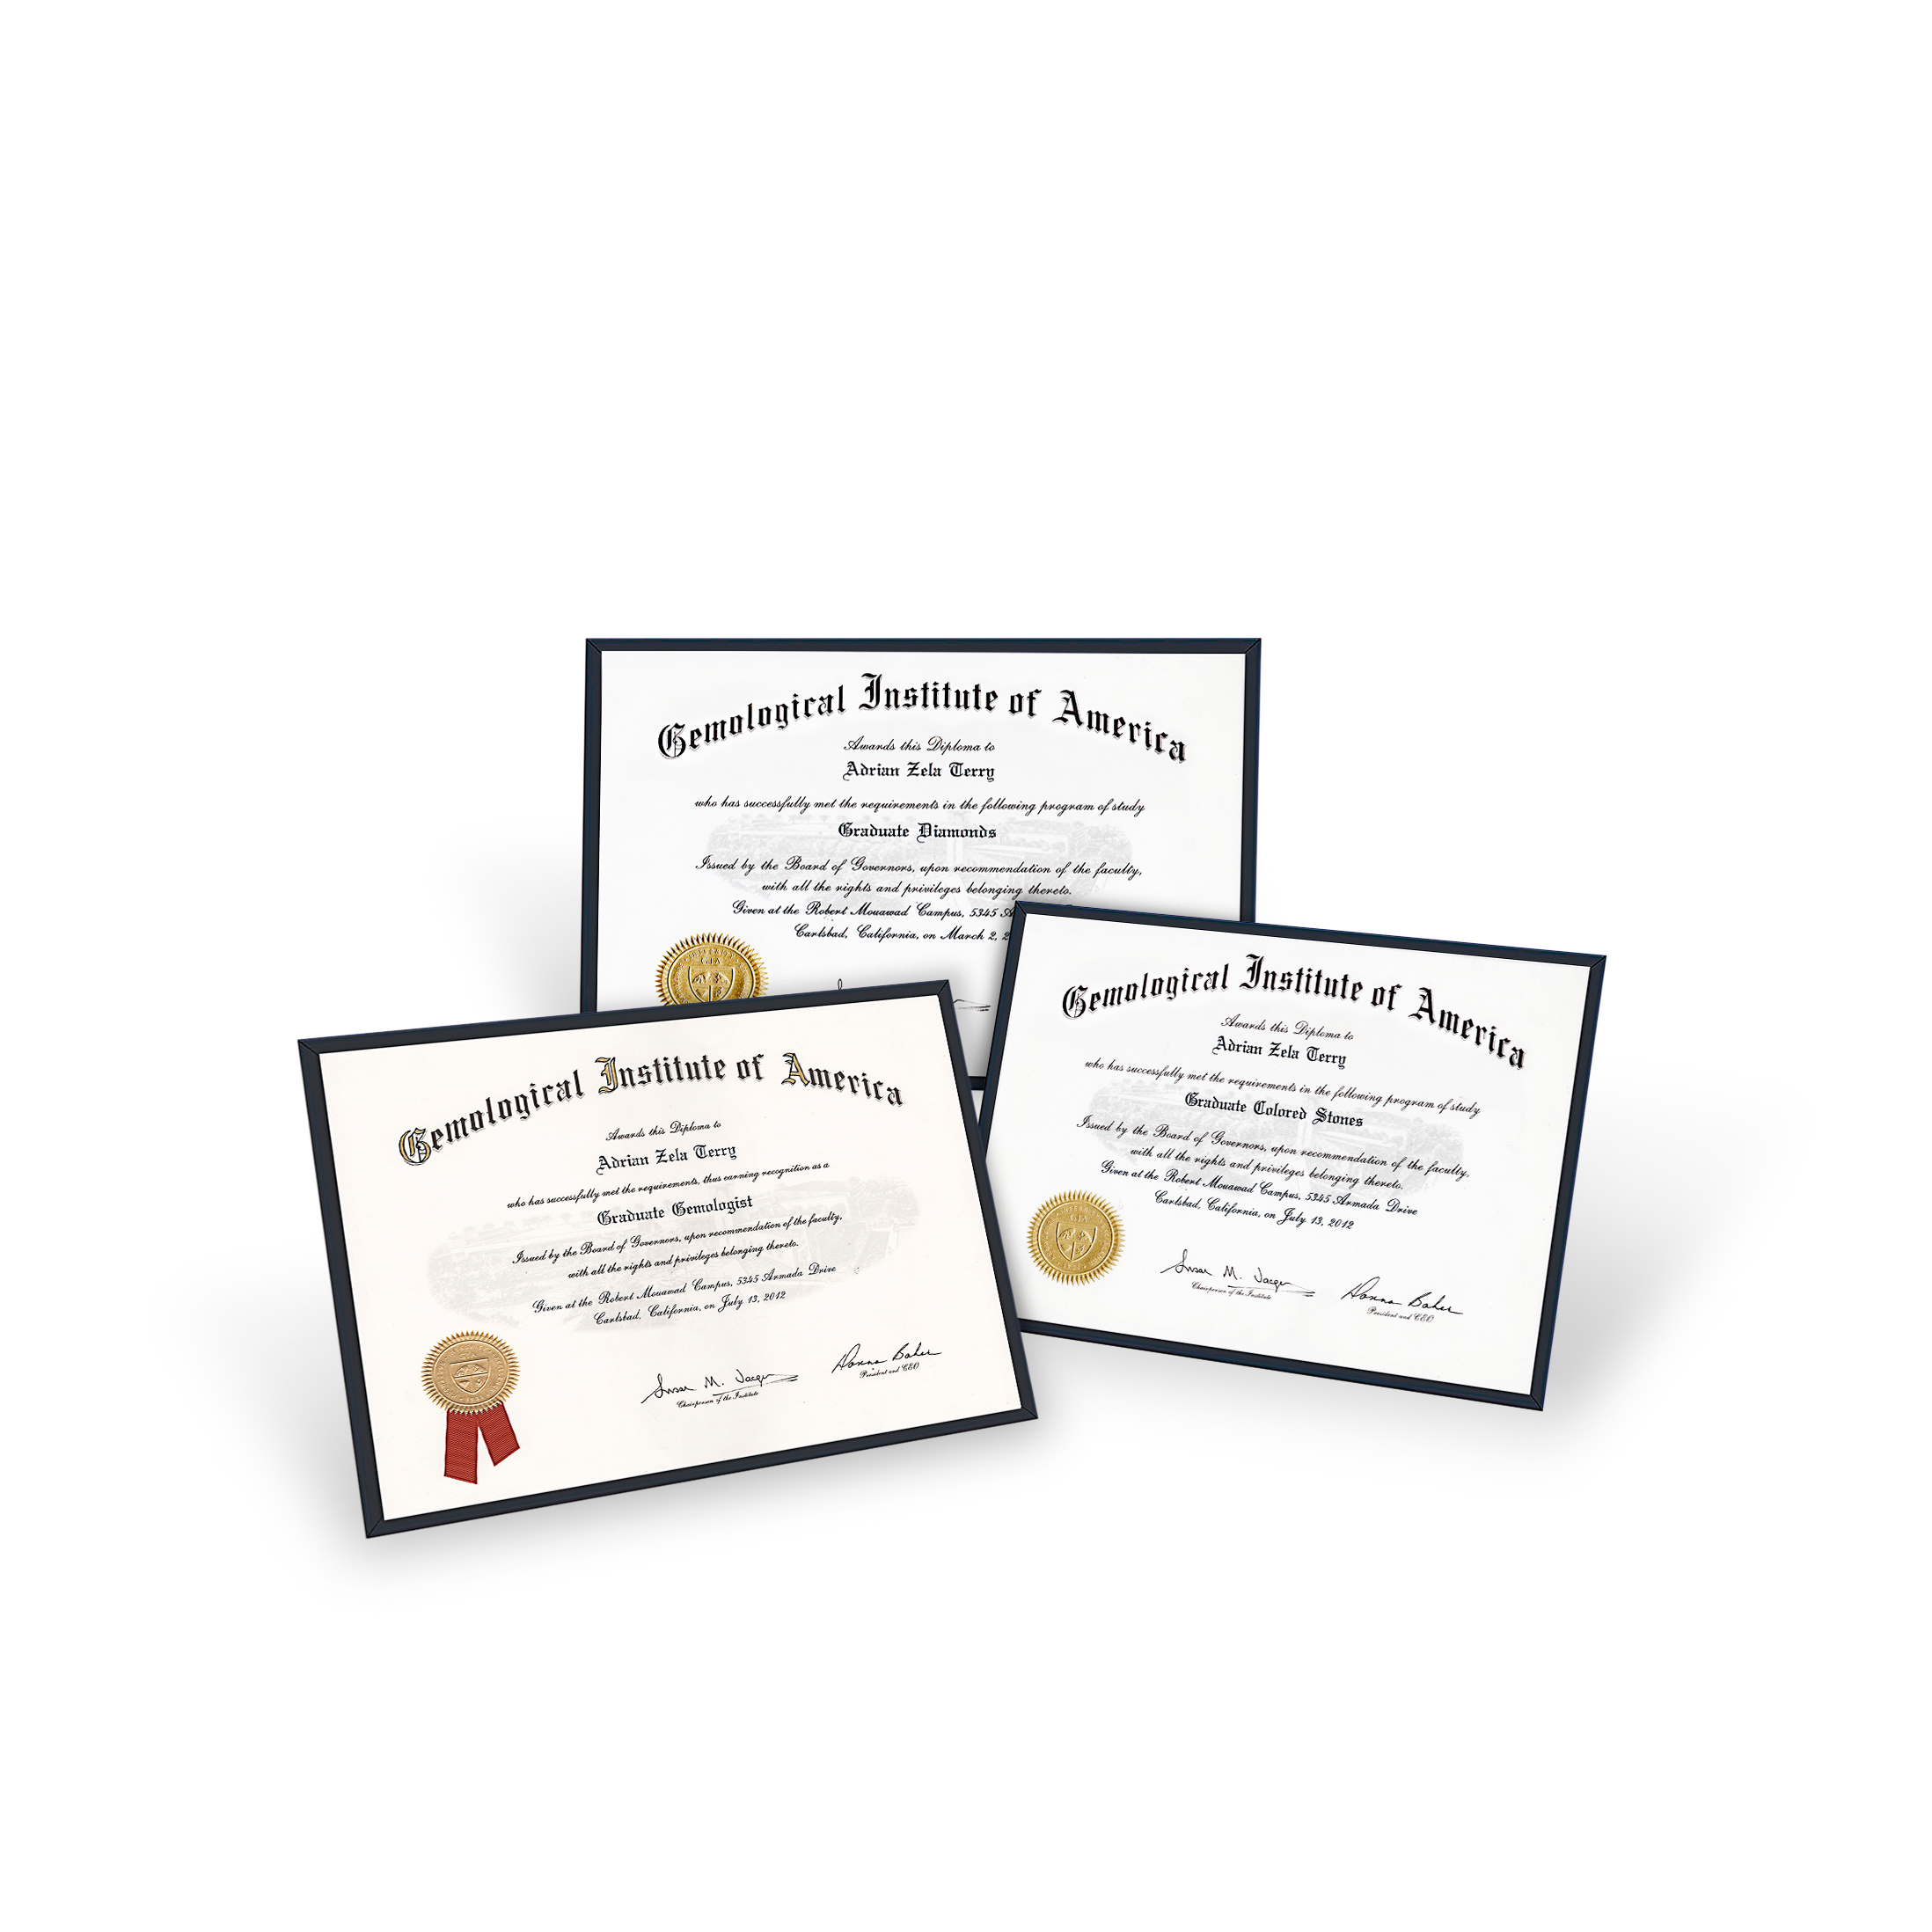 Gemological Institute of America
Awards this Diploma to
Adrian Zela Terry
who has successfully met the requirements in the following program of study
Graduate Diamonds
Issued by the Board of Governors, upon recommendation of the faculty,
with all the rights and privileges belonging thereto.
Given at the Robert Mouawad Campus, 5345 A
Carlsbad, California, on March 2, 2
GIA
Gemological Institute of America
Awards this Diploma to
Adrian Zela Terry
who has successfully met the requirements, thus earning recognition as a
Graduate Gemologist
Issued by the Board of Governors, upon recommendation of the faculty,
with all the rights and privileges belonging thereto.
Given at the Robert Mouawad Campus, 5345 Armada Drive
Carlsbad, California, on July 13, 2012
Susan M. Jacques
Chairperson of the Institute
Donna Baker
President and CEO
GIA
Gemological Institute of America
Awards this Diploma to
Adrian Zela Terry
who has successfully met the requirements in the following program of study
Graduate Colored Stones
Issued by the Board of Governors, upon recommendation of the faculty,
with all the rights and privileges belonging thereto.
Given at the Robert Mouawad Campus, 5345 Armada Drive
Carlsbad, California, on July 13, 2012
Susan M. Jacques
Chairperson of the Institute
Donna Baker
President and CEO
GIA